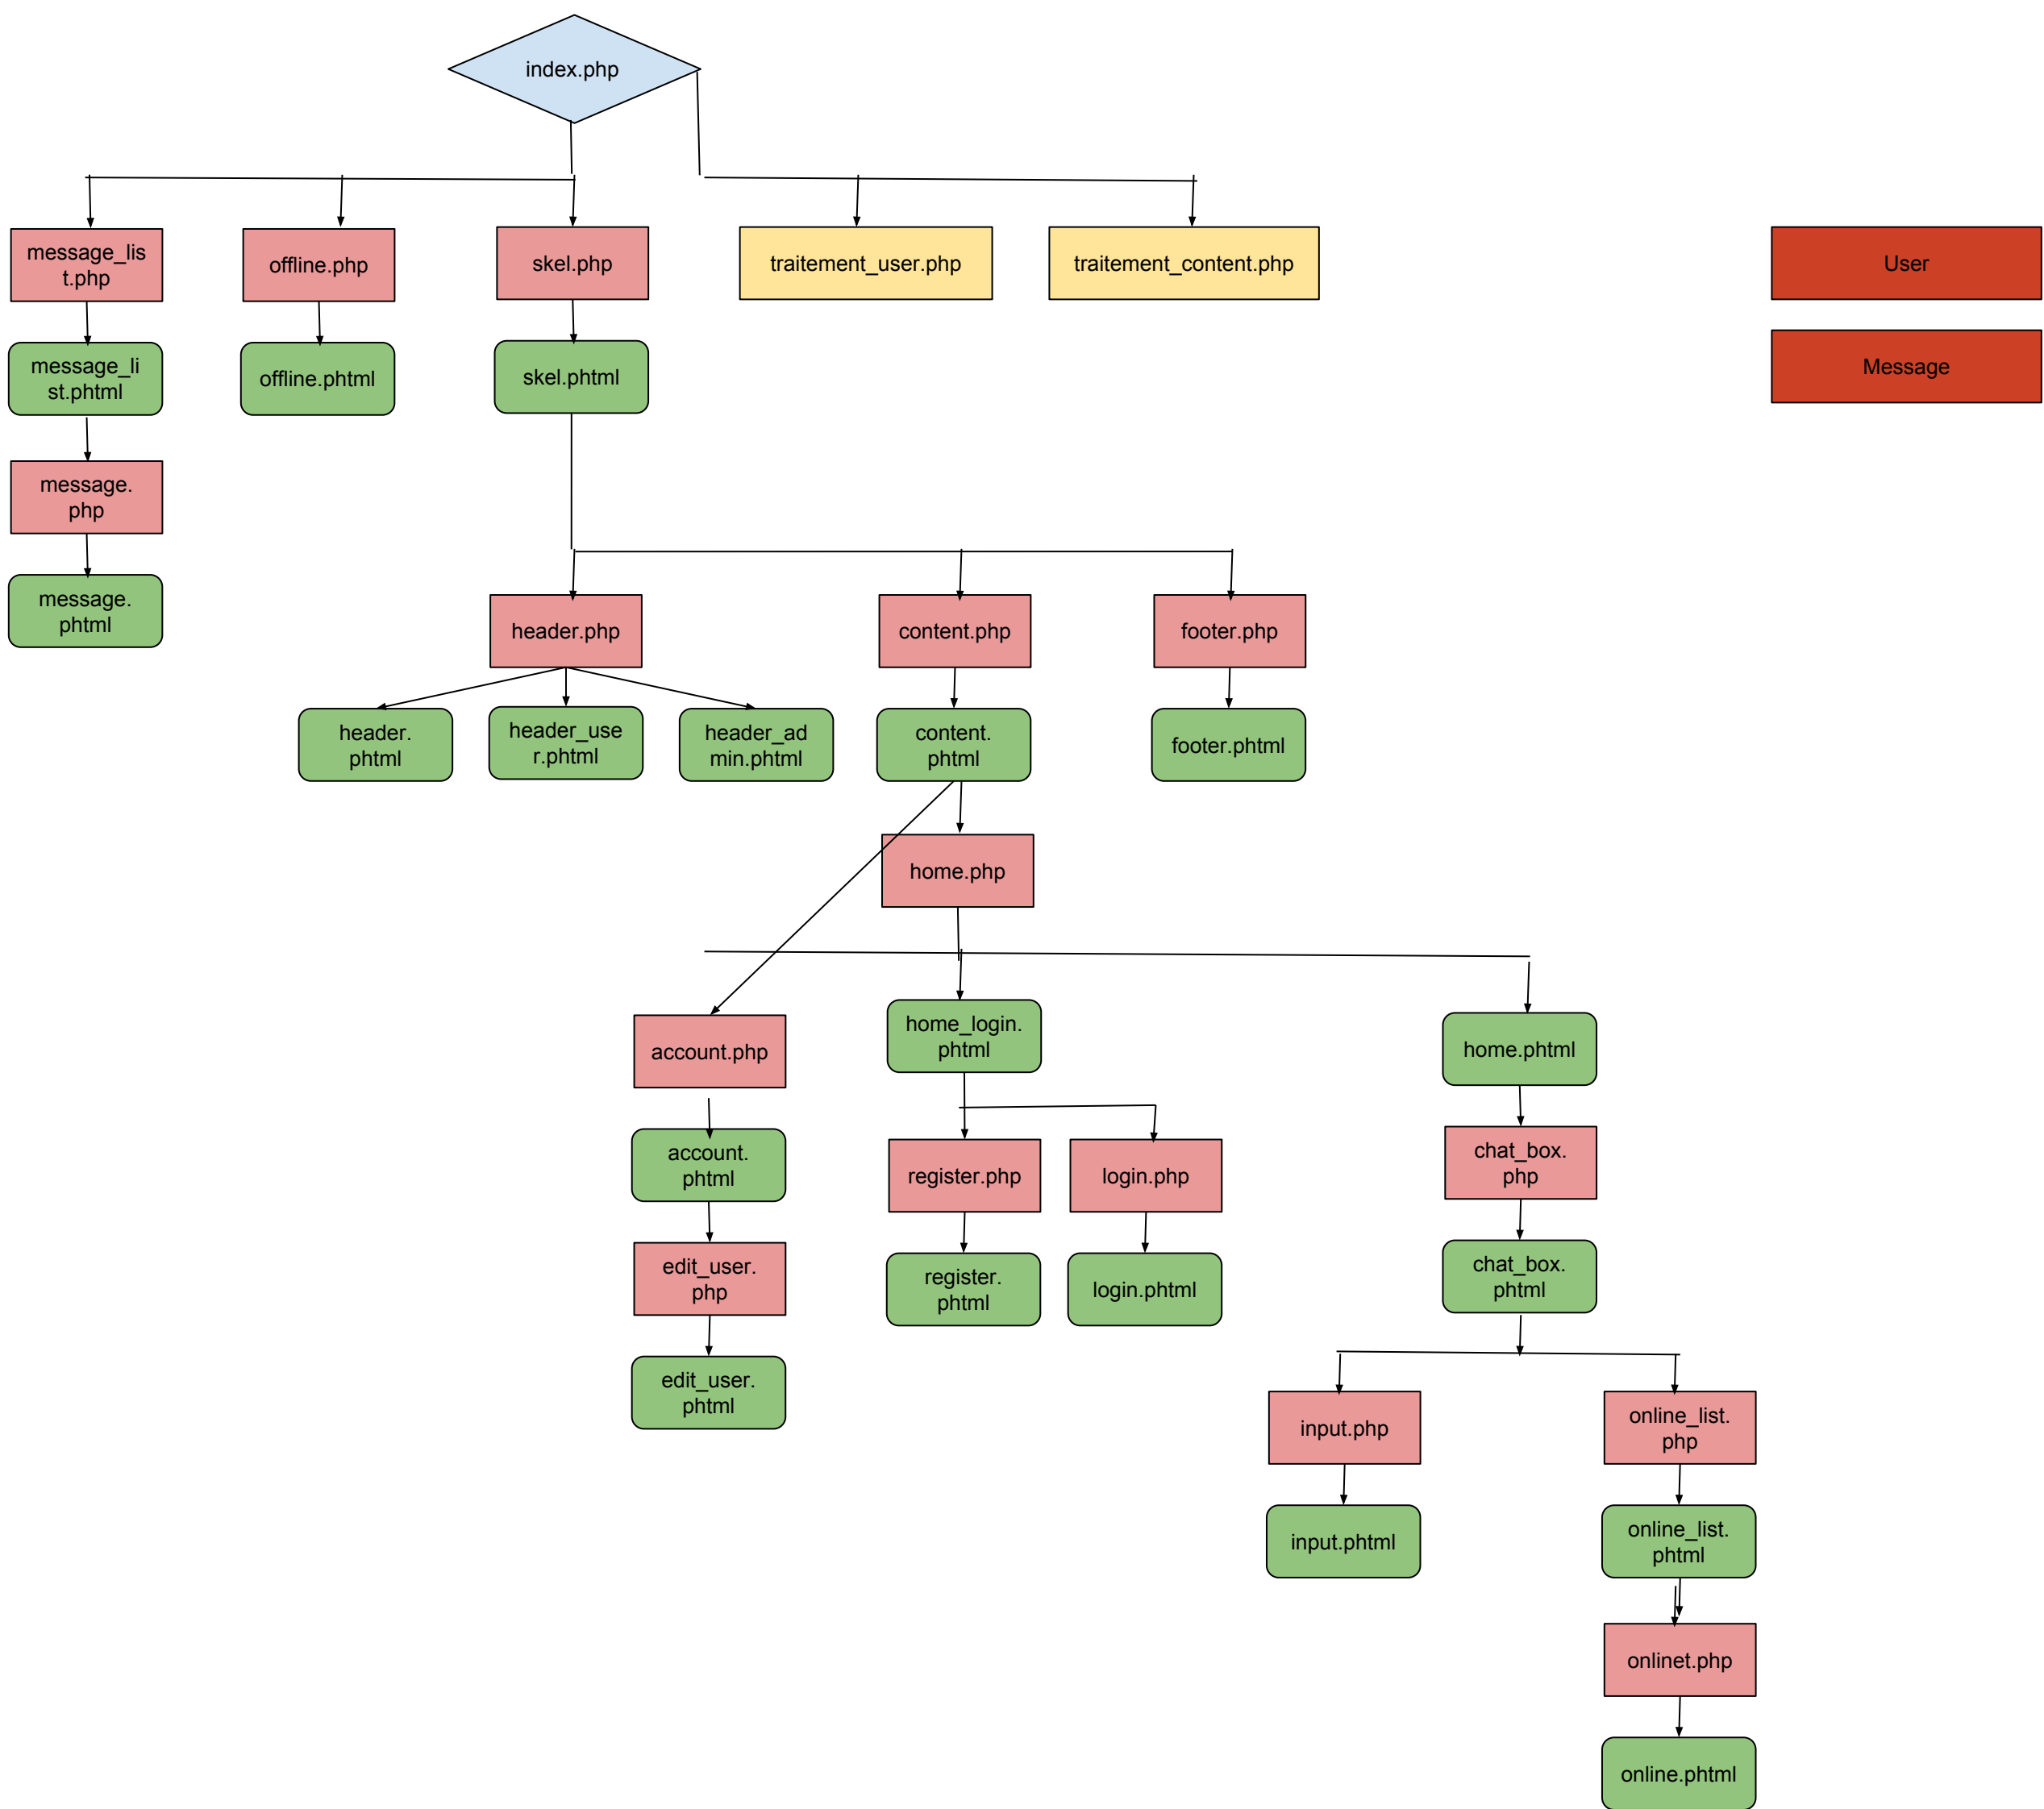 index.php
message_lis
t.php
offline.php
skel.php
traitement_user.php
traitement_content.php
User
message_li
st.phtml
offline.phtml
skel.phtml
Message
message.
php
message.
phtml
header.php
content.php
footer.php
header.
phtml
header_use
r.phtml
header_ad
min.phtml
content.
phtml
footer.phtml
home.php
account.php
home_login.
phtml
home.phtml
account.
phtml
register.php
login.php
chat_box.
php
edit_user.
php
register.
phtml
login.phtml
chat_box.
phtml
edit_user.
phtml
input.php
online_list.
php
input.phtml
online_list.
phtml
onlinet.php
online.phtml